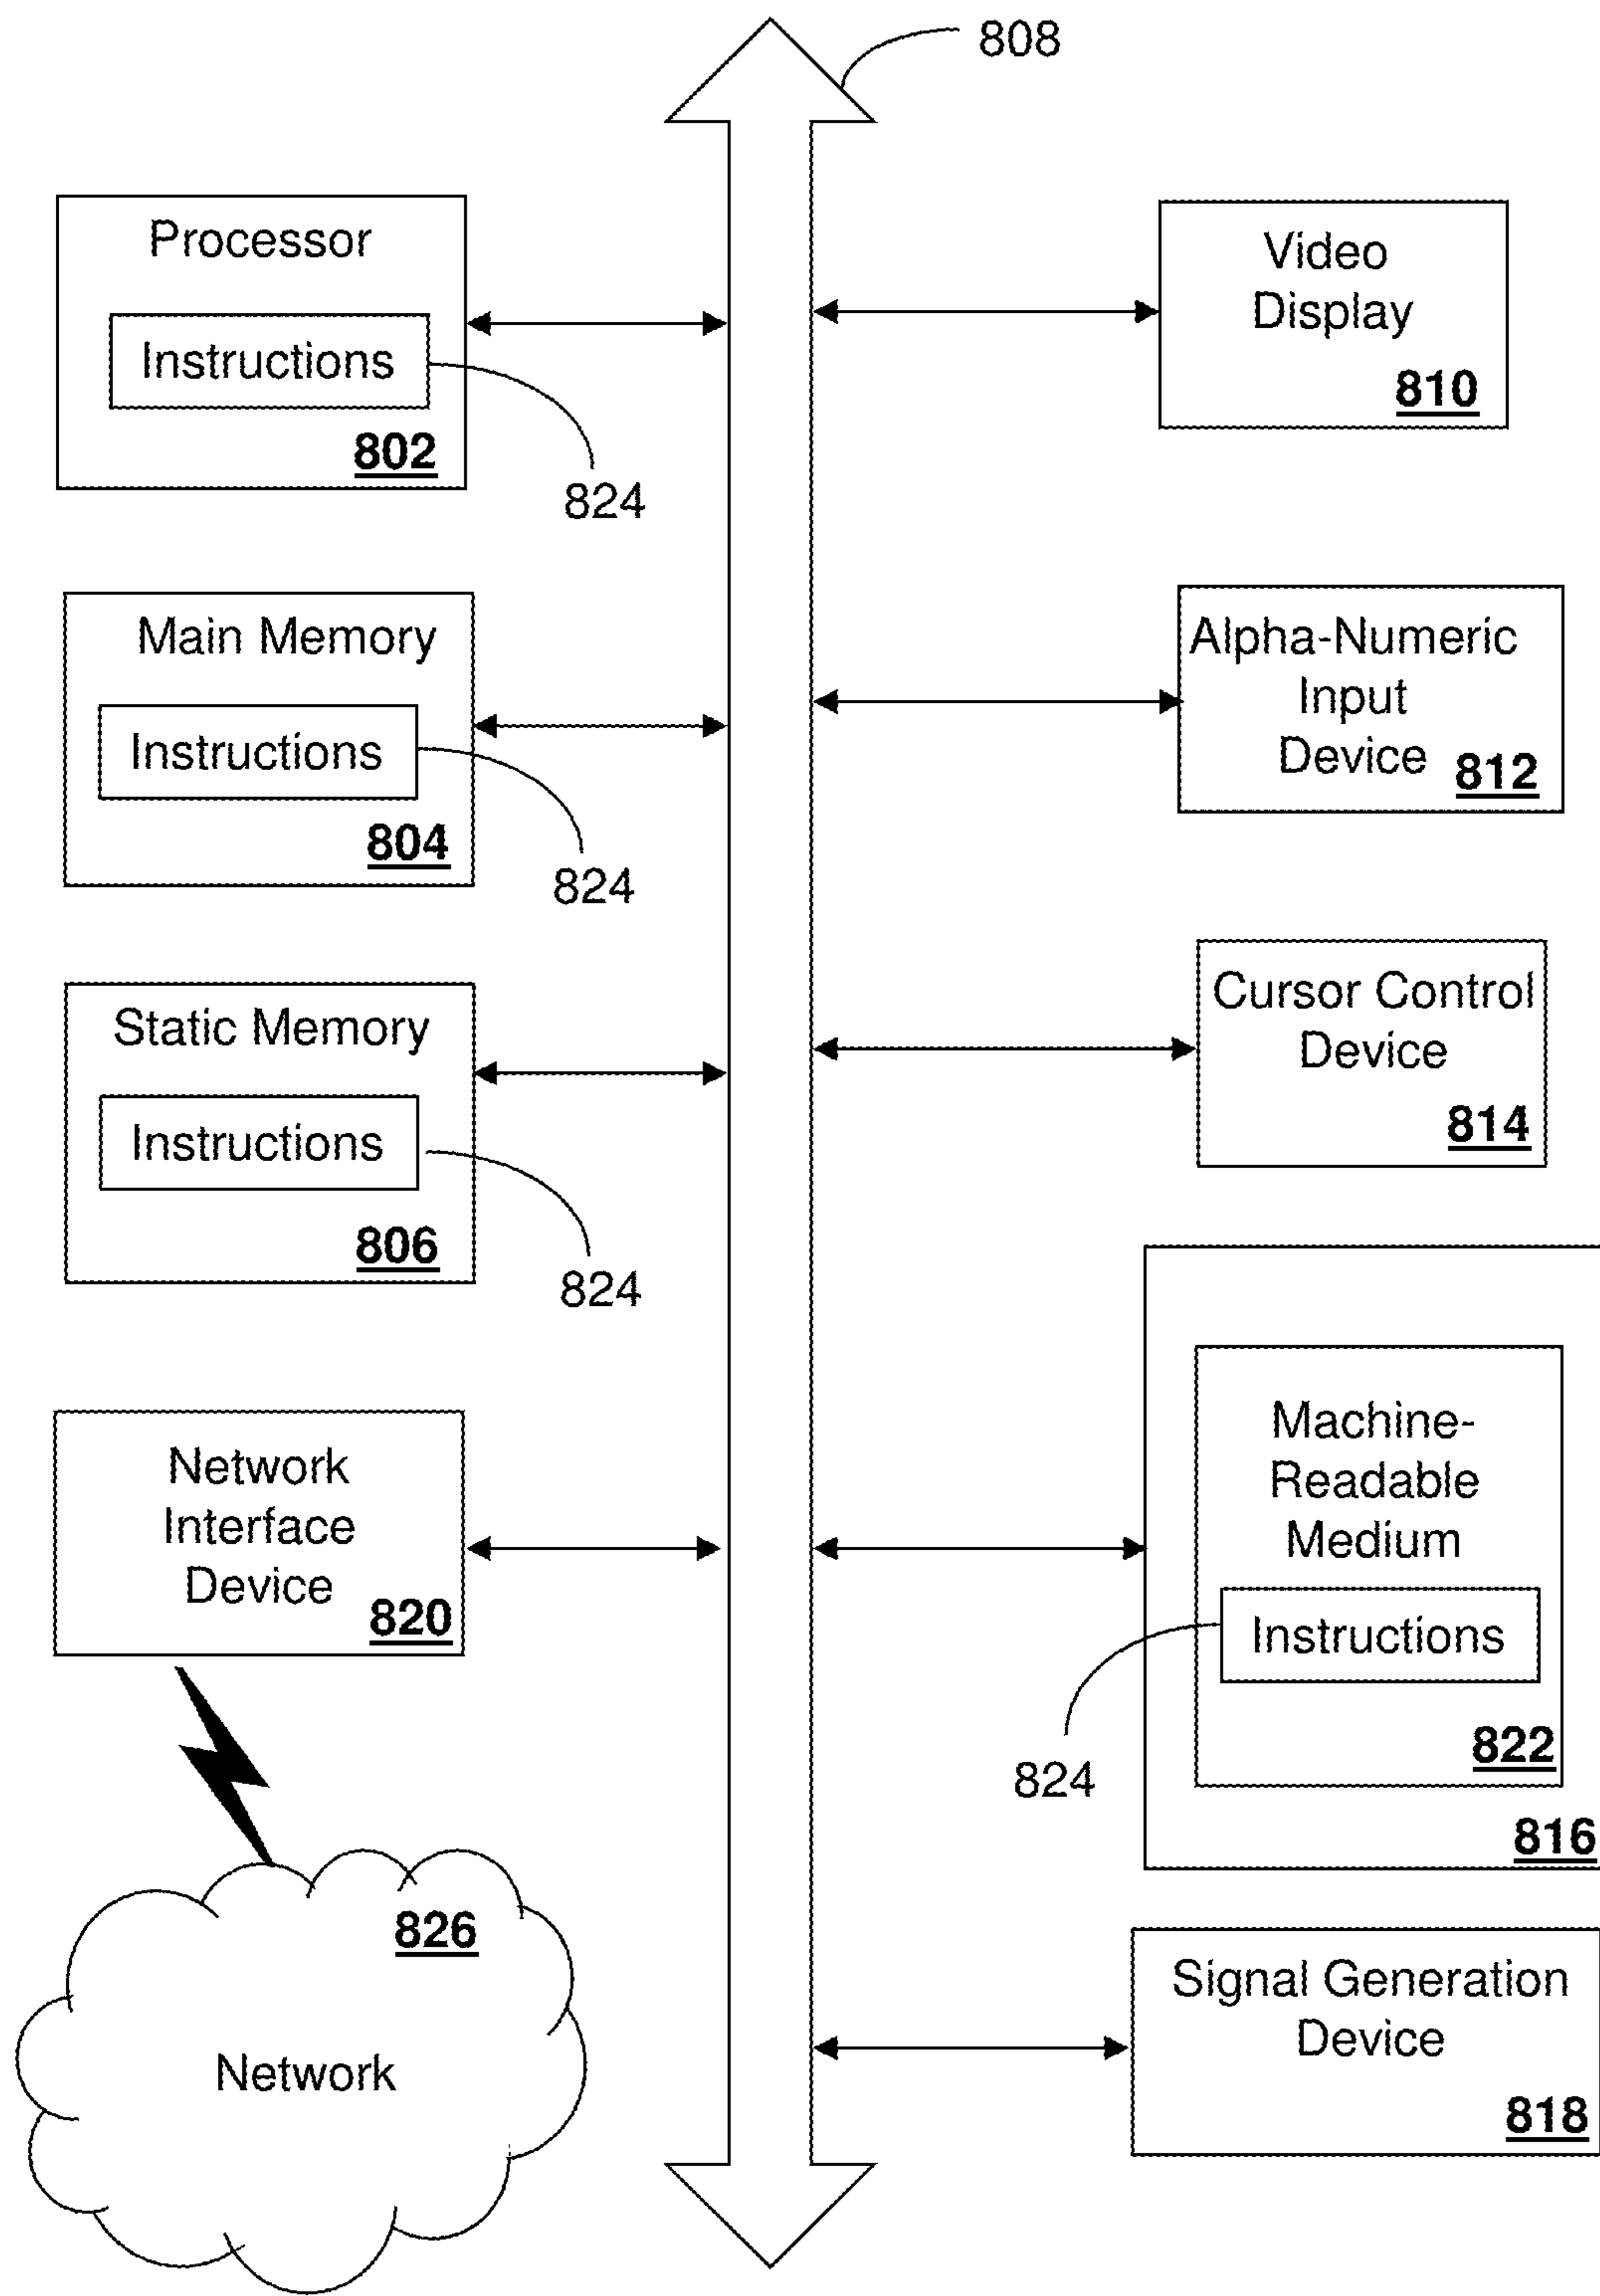 808
Processor
Instructions
802
824
Main Memory
Instructions
804
824
Static Memory
Instructions
806
824
Network
Interface
Device
820
826
Network
Video
Display
810
Alpha-Numeric
Input
Device 812
Cursor Control
Device
814
Machine-
Readable
Medium
Instructions
824
822
816
Signal Generation
Device
818